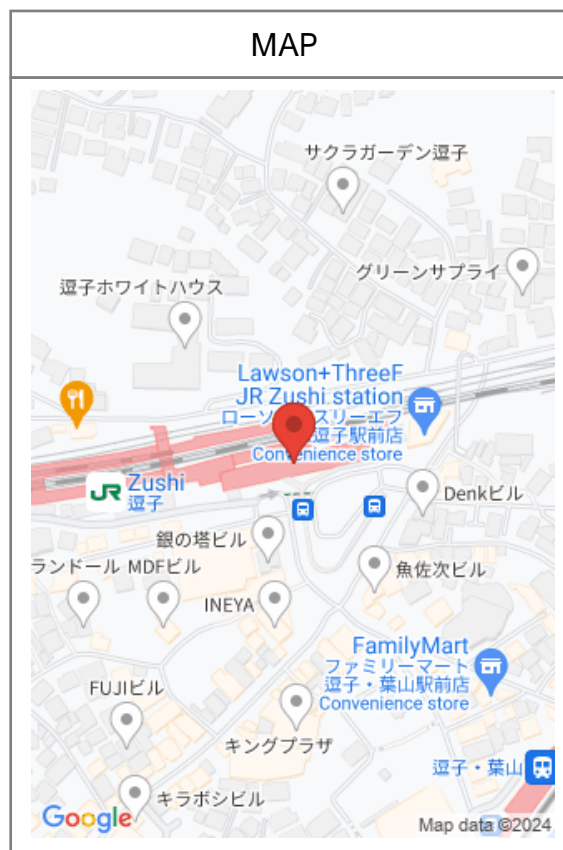 MAP
サクラガーデン逗子
グリーンサプライ
逗子ホワイトハウス
Lawson+ThreeF
JR Zushi station
ローソン スリーエフ
逗子駅前店
Convenience store
JR Zushi
逗子
Denkビル
銀の塔ビル
ランドール MDFビル
魚佐次ビル
INEYA
FamilyMart
ファミリーマート
逗子・葉山駅前店
Convenience store
FUJIビル
キングプラザ
逗子・葉山
キラボシビル
Google
Map data ©2024